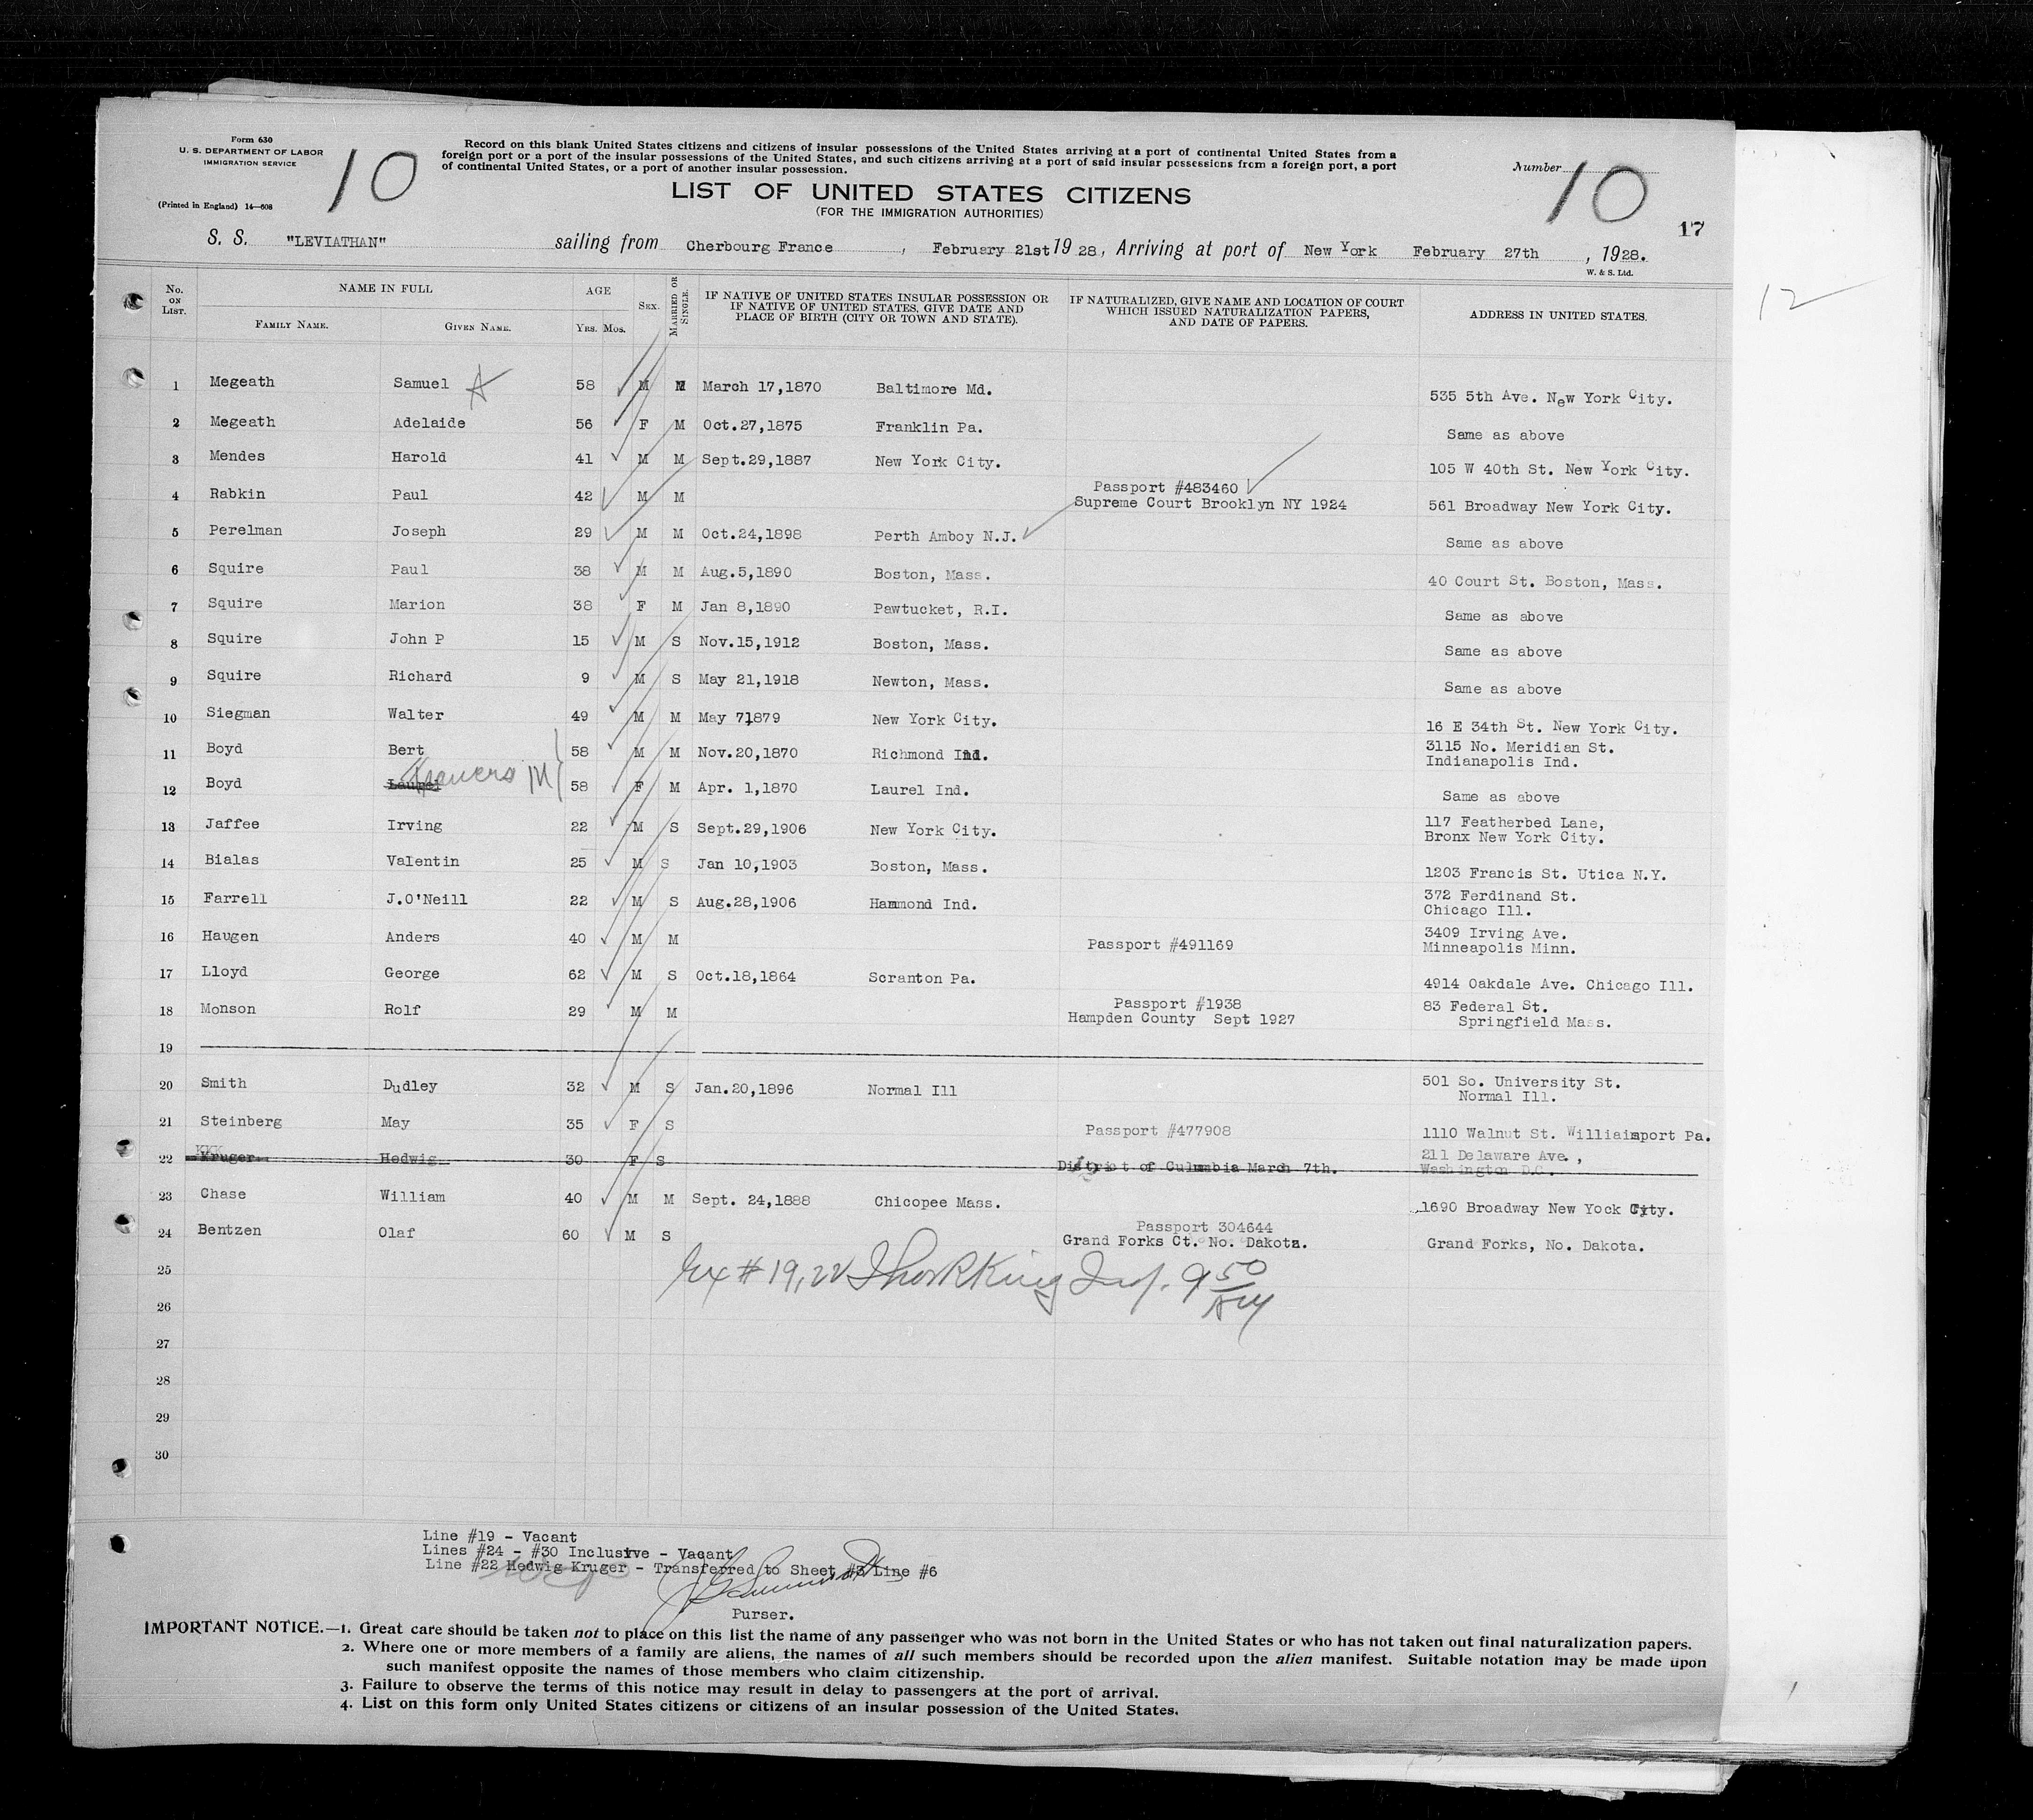 Form 630
U. S. DEPARTMENT OF LABOR
IMMIGRATION SERVICE
(Printed in England) 14—608
10
Record on this blank United States citizens and citizens of insular possessions of the United States arriving at a port of continental United States from a
foreign port or a port of the insular possessions of the United States, and such citizens arriving at a port of said insular possessions from a foreign port, a port
of continental United States, or a port of another insular possession.
LIST OF UNITED STATES CITIZENS
(FOR THE IMMIGRATION AUTHORITIES)
Number 10
17
12
S. S. "LEVIATHAN" sailing from Cherbourg France, February 21st 1928, Arriving at port of New York February 27th, 1928.
W. & S. Ltd.
No. ON LIST. NAME IN FULL FAMILY NAME. GIVEN NAME. AGE YRS. MOS. SEX. MARRIED OR SINGLE. IF NATIVE OF UNITED STATES INSULAR POSSESSION OR IF NATIVE OF UNITED STATES, GIVE DATE AND PLACE OF BIRTH (CITY OR TOWN AND STATE). IF NATURALIZED, GIVE NAME AND LOCATION OF COURT WHICH ISSUED NATURALIZATION PAPERS, AND DATE OF PAPERS. ADDRESS IN UNITED STATES.
1 Megeath Samuel 58 M M March 17,1870 Baltimore Md. 535 5th Ave. New York City.
2 Megeath Adelaide 56 F M Oct.27,1875 Franklin Pa. Same as above
3 Mendes Harold 41 M M Sept.29,1887 New York City. 105 W 40th St. New York City.
4 Rabkin Paul 42 M M Passport #483460 Supreme Court Brooklyn NY 1924 561 Broadway New York City.
5 Perelman Joseph 29 M M Oct.24,1898 Perth Amboy N.J. Same as above
6 Squire Paul 38 M M Aug.5,1890 Boston, Mass. 40 Court St. Boston, Mass.
7 Squire Marion 38 F M Jan 8,1890 Pawtucket, R.I. Same as above
8 Squire John P 15 M S Nov.15,1912 Boston, Mass. Same as above
9 Squire Richard 9 M S May 21,1918 Newton, Mass. Same as above
10 Siegman Walter 49 M M May 7,1879 New York City. 16 E 34th St. New York City.
11 Boyd Bert 58 M M Nov.20,1870 Richmond Ind. 3115 No. Meridian St. Indianapolis Ind.
12 Boyd Laurel M 58 F M Apr. 1,1870 Laurel Ind. Same as above
13 Jaffee Irving 22 M S Sept.29,1906 New York City. 117 Featherbed Lane, Bronx New York City.
14 Bialas Valentin 25 M S Jan 10,1903 Boston, Mass. 1203 Francis St. Utica N.Y.
15 Farrell J.O'Neill 22 M S Aug.28,1906 Hammond Ind. 372 Ferdinand St. Chicago Ill.
16 Haugen Anders 40 M M Passport #491169 3409 Irving Ave. Minneapolis Minn.
17 Lloyd George 62 M S Oct.18,1864 Scranton Pa. 4914 Oakdale Ave. Chicago Ill.
18 Monson Rolf 29 M M Passport #1938 Hampden County Sept 1927 83 Federal St. Springfield Mass.
19
20 Smith Dudley 32 M S Jan.20,1896 Normal Ill 501 So. University St. Normal Ill.
21 Steinberg May 35 F S Passport #477908 1110 Walnut St. Williaimsport Pa.
22 Kruger Hedwig 30 F S District of Culumbia March 7th. 211 Delaware Ave., Washington D.C.
23 Chase William 40 M M Sept. 24,1888 Chicopee Mass. 1690 Broadway New Yock City.
24 Bentzen Olaf 60 M S Passport 304644 Grand Forks Ct. No. Dakota. Grand Forks, No. Dakota.
25
Ex # 19, 22 King Insp. 9 50 AM
26
27
28
29
30
Line #19 - Vacant
Lines #24 - #30 Inclusive - Vacant
Line #22 Hedwig Kruger - Transferred to Sheet #3 Line #6
Purser.
IMPORTANT NOTICE.—1. Great care should be taken not to place on this list the name of any passenger who was not born in the United States or who has not taken out final naturalization papers.
2. Where one or more members of a family are aliens, the names of all such members should be recorded upon the alien manifest. Suitable notation may be made upon
such manifest opposite the names of those members who claim citizenship.
3. Failure to observe the terms of this notice may result in delay to passengers at the port of arrival.
4. List on this form only United States citizens or citizens of an insular possession of the United States.